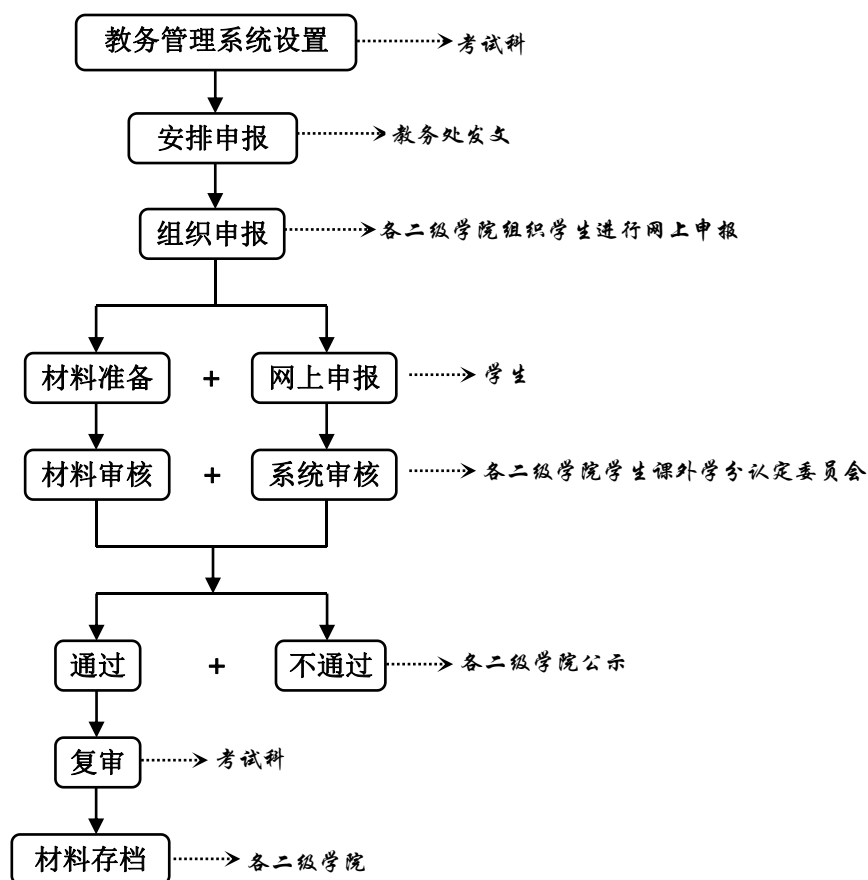 教务管理系统设置 考试科
安排申报 教务处发文
组织申报 各二级学院组织学生进行网上申报
材料准备 + 网上申报 学生
材料审核 + 系统审核 各二级学院学生课外学分认定委员会
通过 + 不通过 各二级学院公示
复审 考试科
材料存档 各二级学院